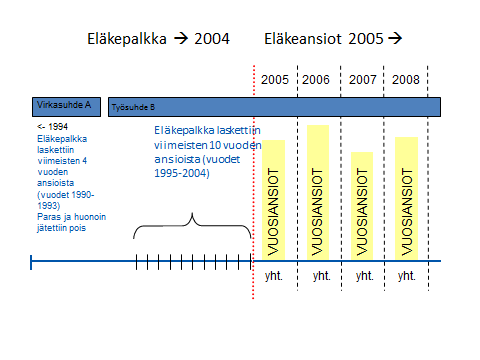 Eläkepalkka → 2004
Eläkeansiot 2005 →
2005 2006 2007 2008
Virkasuhde A
Työsuhde B
<- 1994
Eläkepalkka
laskettiin
viimeisten 4
vuoden
ansioista
(vuodet 1990-
1993)
Paras ja huonoin
jätettiin pois
Eläkepalkka laskettiin
viimeisten 10 vuoden
ansioista (vuodet
1995-2004)
VUOSIANSIOT
VUOSIANSIOT
VUOSIANSIOT
VUOSIANSIOT
yht. yht. yht. yht.